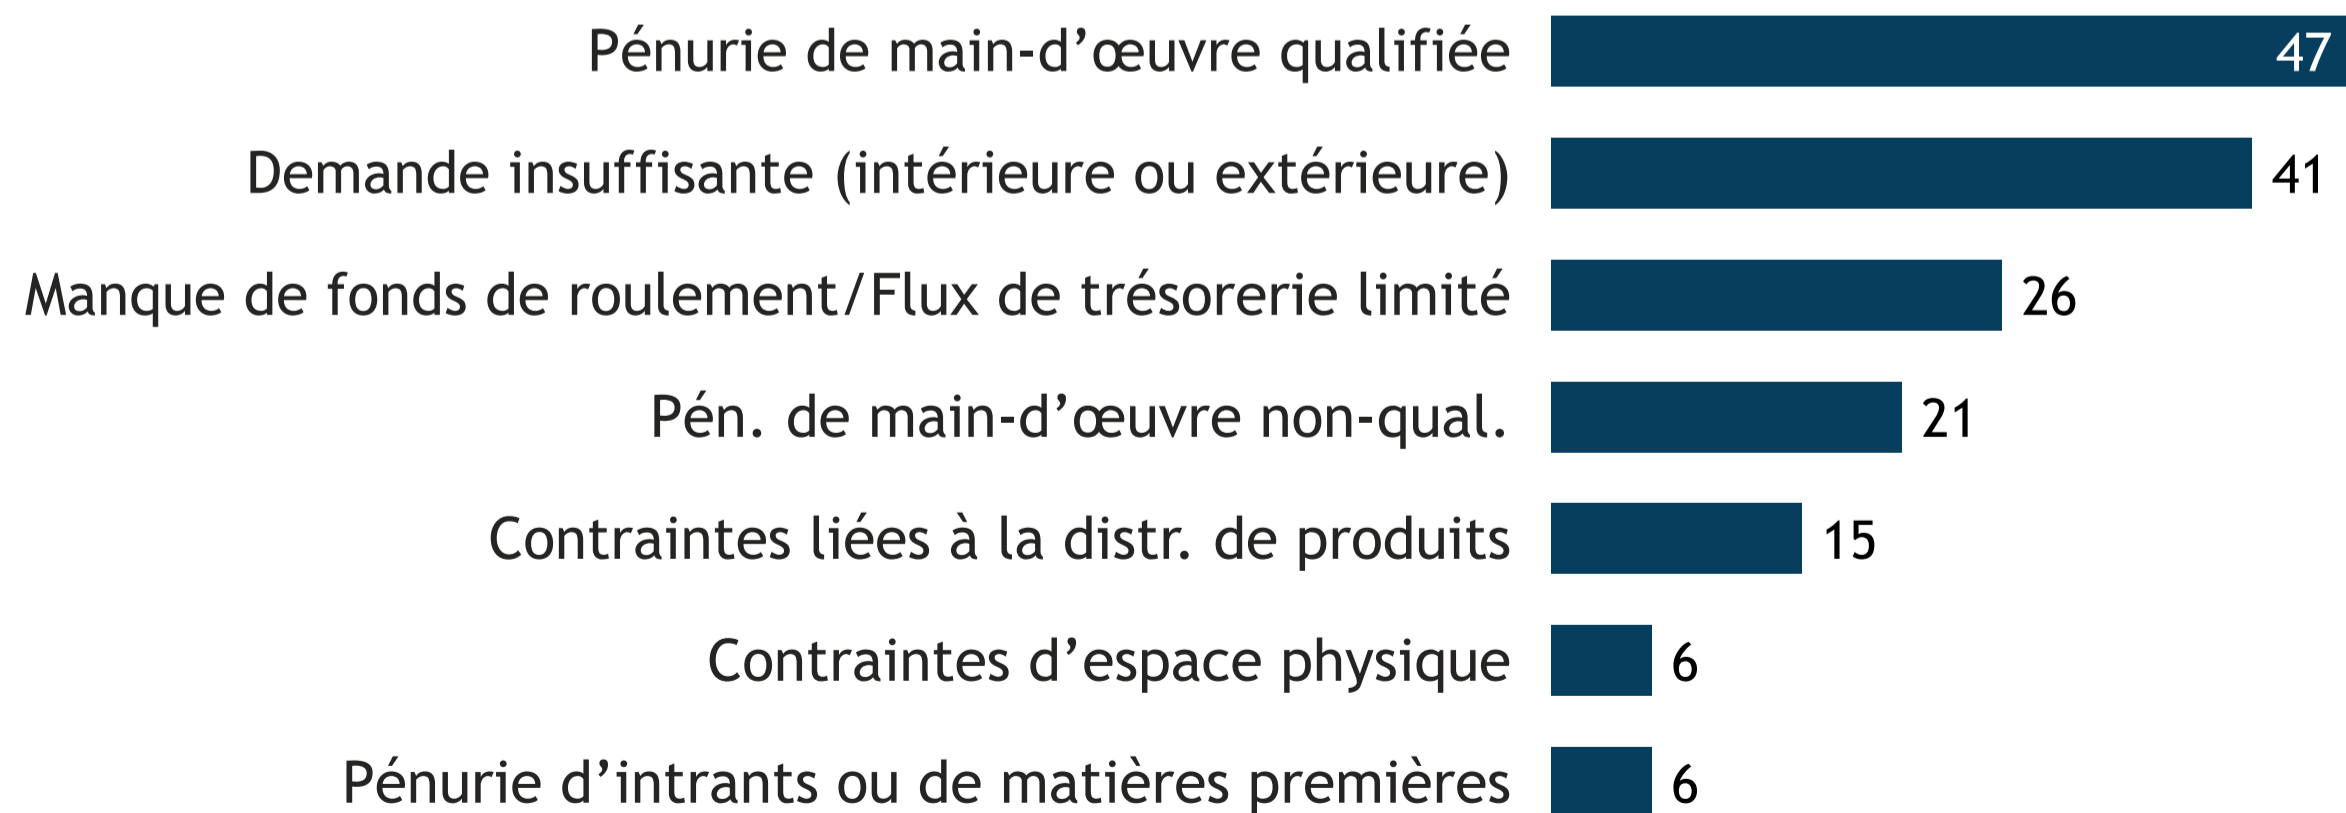 Pénurie de main-d’œuvre qualifiée 47
Demande insuffisante (intérieure ou extérieure) 41
Manque de fonds de roulement/Flux de trésorerie limité 26
Pén. de main-d’œuvre non-qual. 21
Contraintes liées à la distr. de produits 15
Contraintes d’espace physique 6
Pénurie d’intrants ou de matières premières 6